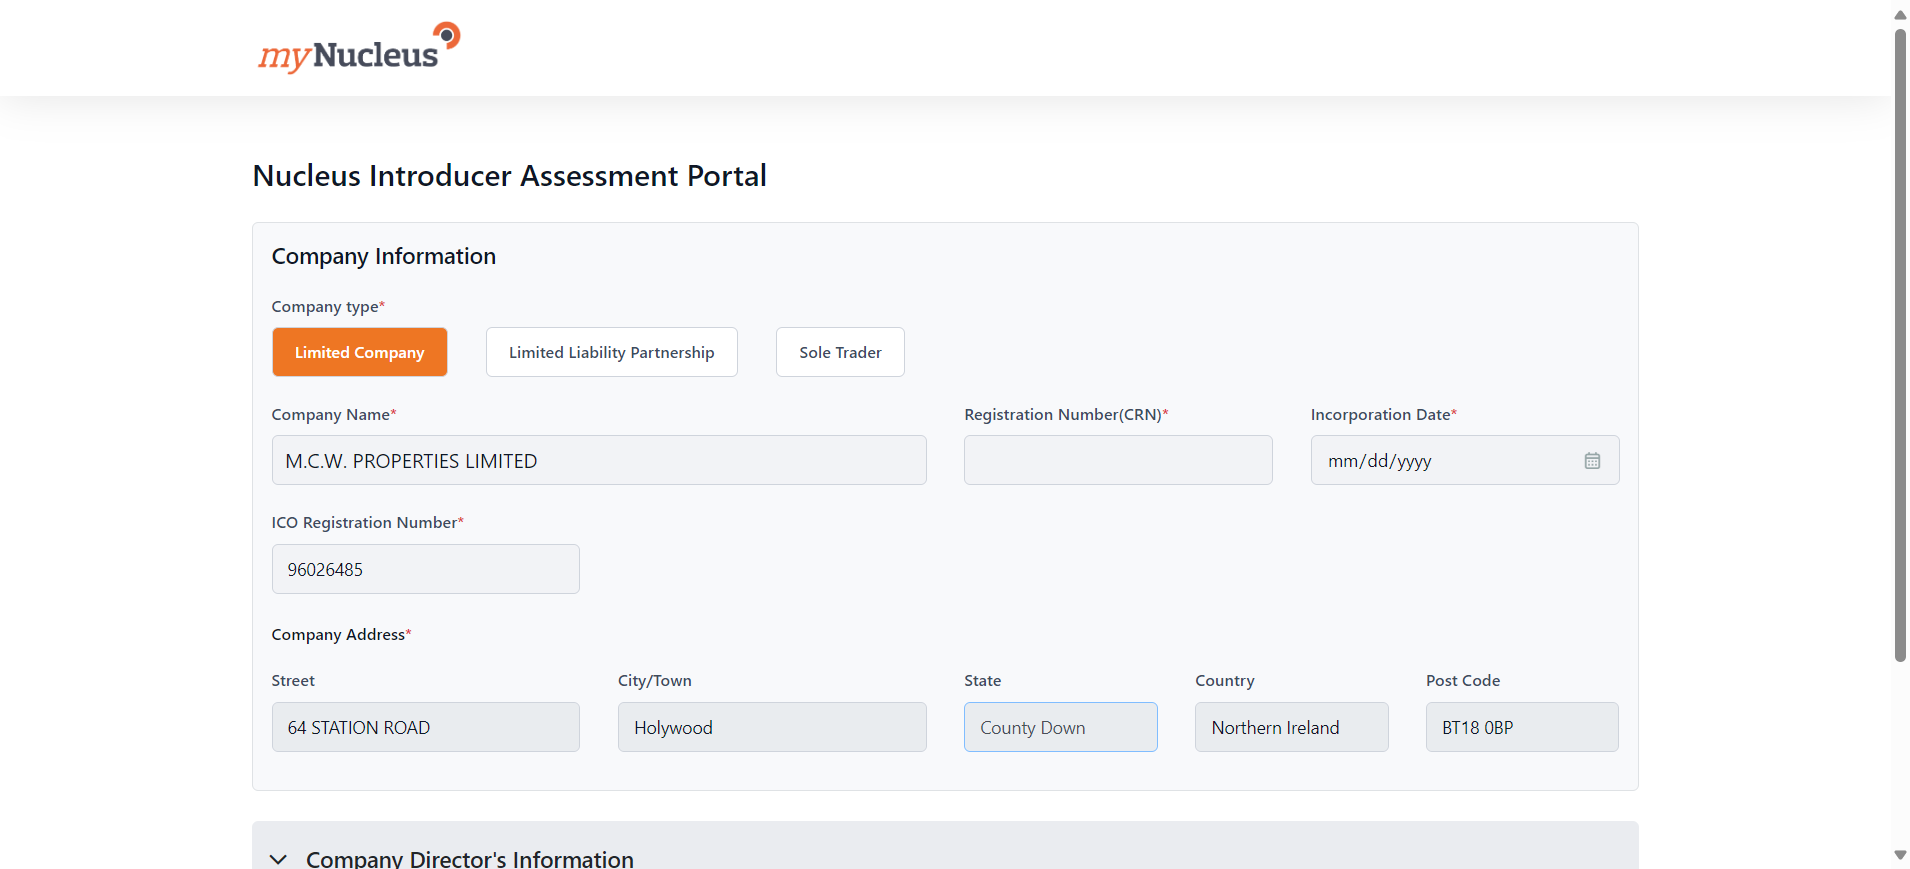 myNucleus
Nucleus Introducer Assessment Portal
Company Information
Company type*
Limited Company
Limited Liability Partnership
Sole Trader
Company Name*
Registration Number(CRN)*
Incorporation Date*
M.C.W. PROPERTIES LIMITED
mm/dd/yyyy
ICO Registration Number*
96026485
Company Address*
Street
City/Town
State
Country
Post Code
64 STATION ROAD
Holywood
County Down
Northern Ireland
BT18 0BP
Company Director's Information